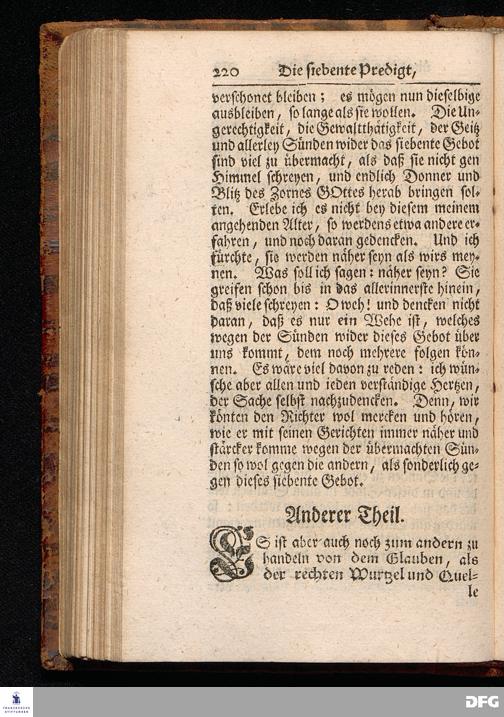 220 Die siebente Predigt,
verschonet bleiben; es mögen nun dieselbige
ausbleiben, so lange als sie wollen. Die Un-
gerechtigkeit, die Gewaltthätigkeit, der Geitz
und allerley Sünden wider das siebente Gebot
sind viel zu übermacht, als daß sie nicht gen
Himmel schreyen, und endlich Donner und
Blitz des Zornes GOttes herab bringen sol-
ten. Erlebe ich es nicht bey diesem meinem
angehenden Alter, so werdens etwa andere er-
fahren, und noch daran gedencken. Und ich
fürchte, sie werden näher seyn als wirs mey-
nen. Was soll ich sagen: näher seyn? Sie
greifen schon bis in das allerinnerste hinein,
daß viele schreyen: O weh! und dencken nicht
daran, daß es nur ein Wehe ist, welches
wegen der Sünden wider dieses Gebot über
uns kommt, dem noch mehrere folgen kön-
nen. Es wäre viel davon zu reden: ich wün-
sche aber allen und ieden verständige Hertzen,
der Sache selbst nachzudencken. Denn, wir
könten den Richter wol mercken und hören,
wie er mit seinen Gerichten immer näher und
stärcker komme wegen der übermachten Sün-
den so wol gegen die andern, als sonderlich ge-
gen dieses siebente Gebot.
Anderer Theil.
ES ist aber auch noch zum andern zu
handeln von dem Glauben, als
der rechten Wurtzel und Quel-
le
FRANCKESCHE
STIFTUNGEN
DFG